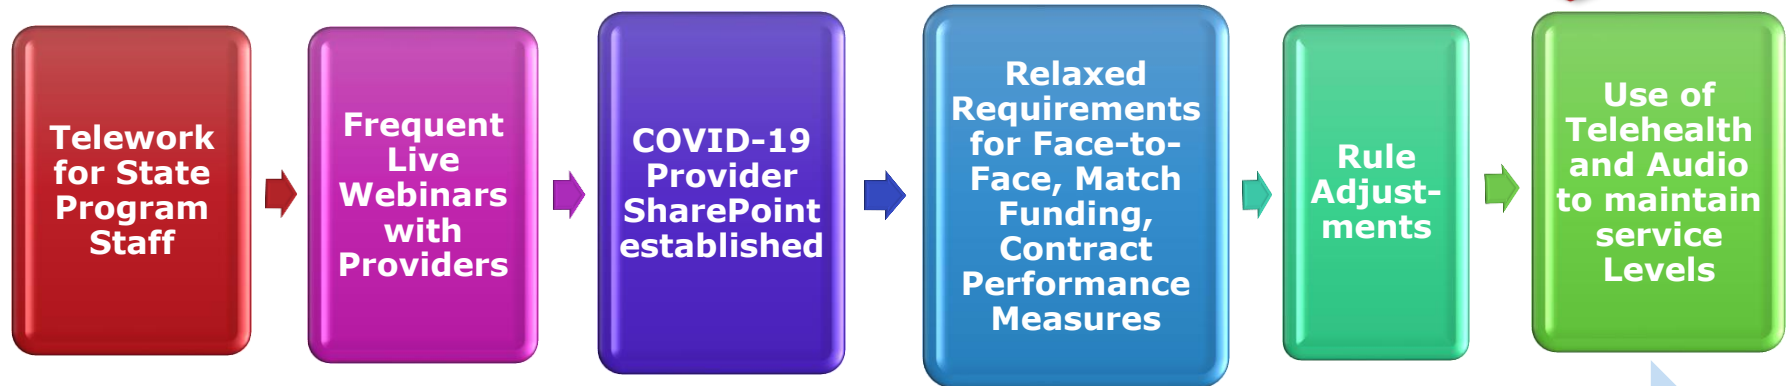 Telework
for State
Program
Staff
Frequent
Live
Webinars
with
Providers
COVID-19
Provider
SharePoint
established
Relaxed
Requirements
for Face-to-
Face, Match
Funding,
Contract
Performance
Measures
Rule
Adjust-
ments
Use of
Telehealth
and Audio
to maintain
service
Levels